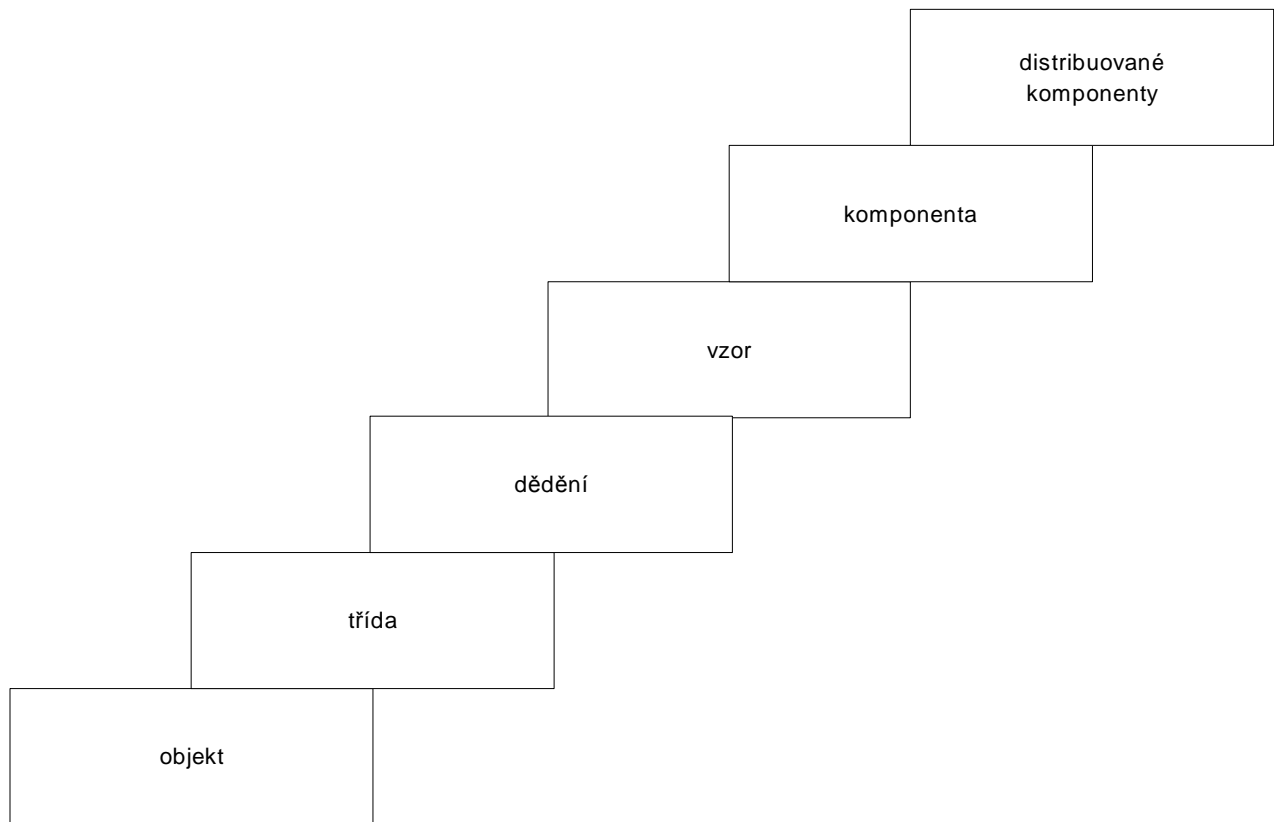 distribuované
komponenty
komponenta
vzor
dědění
třída
objekt